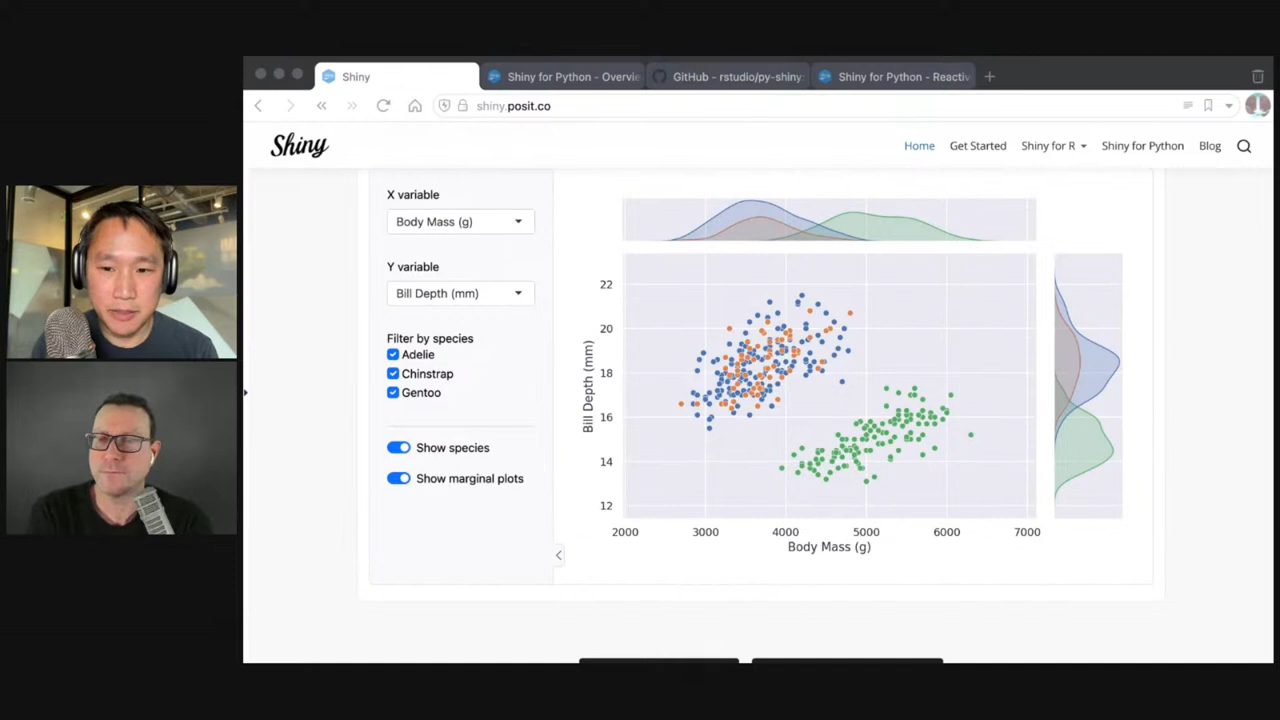 Shiny
Shiny for Python - Overvie
GitHub - rstudio/py-shiny:
Shiny for Python - Reactiv
shiny.posit.co
Shiny
Home
Get Started
Shiny for R
Shiny for Python
Blog
X variable
Body Mass (g)
Y variable
Bill Depth (mm)
Filter by species
Adelie
Chinstrap
Gentoo
Show species
Show marginal plots
Bill Depth (mm)
22
20
18
16
14
12
2000 3000 4000 5000 6000 7000
Body Mass (g)